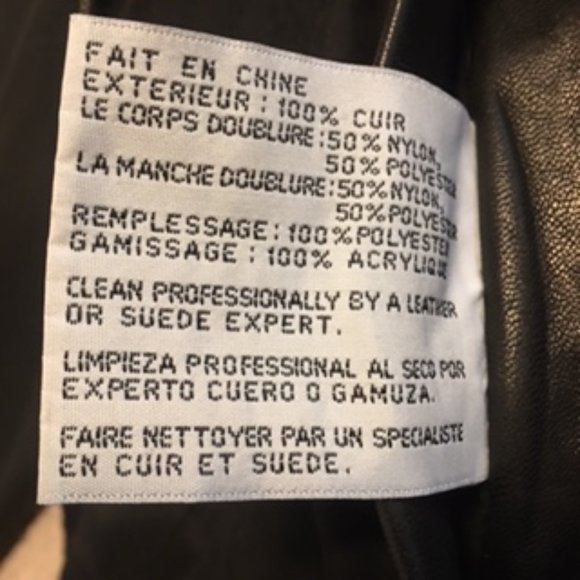 FAIT EN CHINE
EXTERIEUR : 100% CUIR
LE CORPS DOUBLURE :50% NYLON,
50% POLYESTER
LA MANCHE DOUBLURE:50% NYLON,
50% POLYESTER
REMPLESSAGE: 100% POLYESTER
GAMISSAGE : 100% ACRYLIQUE
CLEAN PROFESSIONALLY BY A LEATHER
OR SUEDE EXPERT.
LIMPIEZA PROFESSIONAL AL SECO POR
EXPERTO CUERO O GAMUZA.
FAIRE NETTOYER PAR UN SPECIALISTE
EN CUIR ET SUEDE.